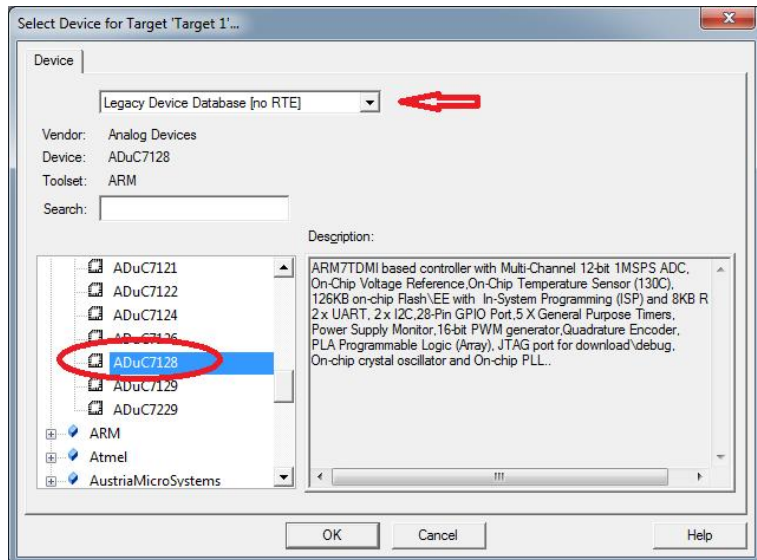 Select Device for Target 'Target 1'...
Device
Legacy Device Database [no RTE]
Vendor: Analog Devices
Device: ADuC7128
Toolset: ARM
Search:
Description:
ADuC7121
ADuC7122
ADuC7124
ADuC7126
ADuC7128
ADuC7129
ADuC7229
ARM
Atmel
AustriaMicroSystems
ARM7TDMI based controller with Multi-Channel 12-bit 1MSPS ADC,
On-Chip Voltage Reference,On-Chip Temperature Sensor (130C),
126KB on-chip Flash\EE with In-System Programming (ISP) and 8KB R
2 x UART, 2 x I2C,28-Pin GPIO Port,5 X General Purpose Timers,
Power Supply Monitor,16-bit PWM generator,Quadrature Encoder,
PLA Programmable Logic (Array), JTAG port for download\debug,
On-chip crystal oscillator and On-chip PLL..
OK Cancel Help